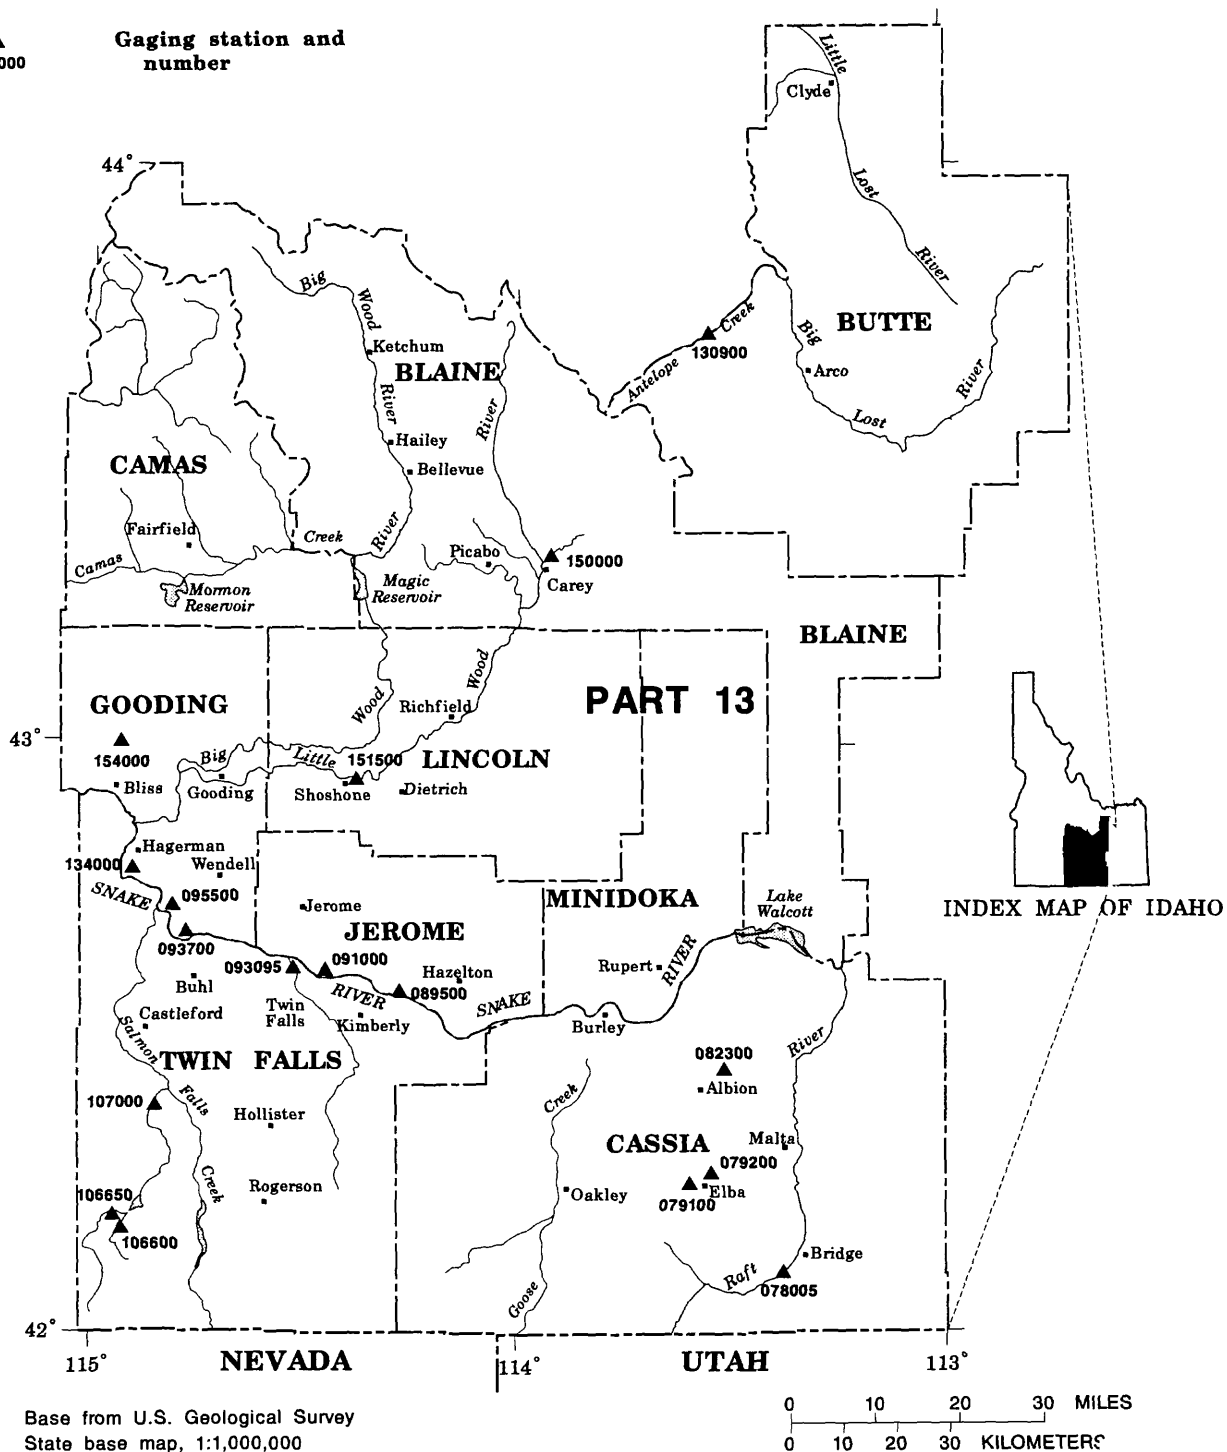 Gaging station and
number
000
Little
Clyde
44°
Lost
River
Big
Wood
Ketchum
BLAINE
River
River
Hailey
Bellevue
CAMAS
Fairfield
Creek
River
Camas
Mormon
Reservoir
Magic
Reservoir
Picabo
150000
Carey
Creek
130900
Antelope
BUTTE
Big
Arco
Lost
River
BLAINE
GOODING
43°
154000
Bliss
Big
Gooding
Little
Wood
Richfield
Wood
151500
Shoshone
Dietrich
LINCOLN
PART 13
Hagerman
134000
Wendell
SNAKE
095500
093700
Jerome
JEROME
MINIDOKA
Lake
Walcott
INDEX MAP OF IDAHO
093095
091000
Hazelton
089500
RIVER
SNAKE
Rupert
RIVER
Buhl
Castleford
Twin
Falls
Kimberly
Burley
Salmon
TWIN FALLS
082300
Albion
River
107000
Falls
Hollister
Creek
CASSIA
Malta
079200
Elba
079100
Creek
Rogerson
106650
106600
Oakley
Bridge
Raft
078005
Goose
42°
115°
NEVADA
114°
UTAH
113°
Base from U.S. Geological Survey
State base map, 1:1,000,000
0 10 20 30 MILES
0 10 20 30 KILOMETERS